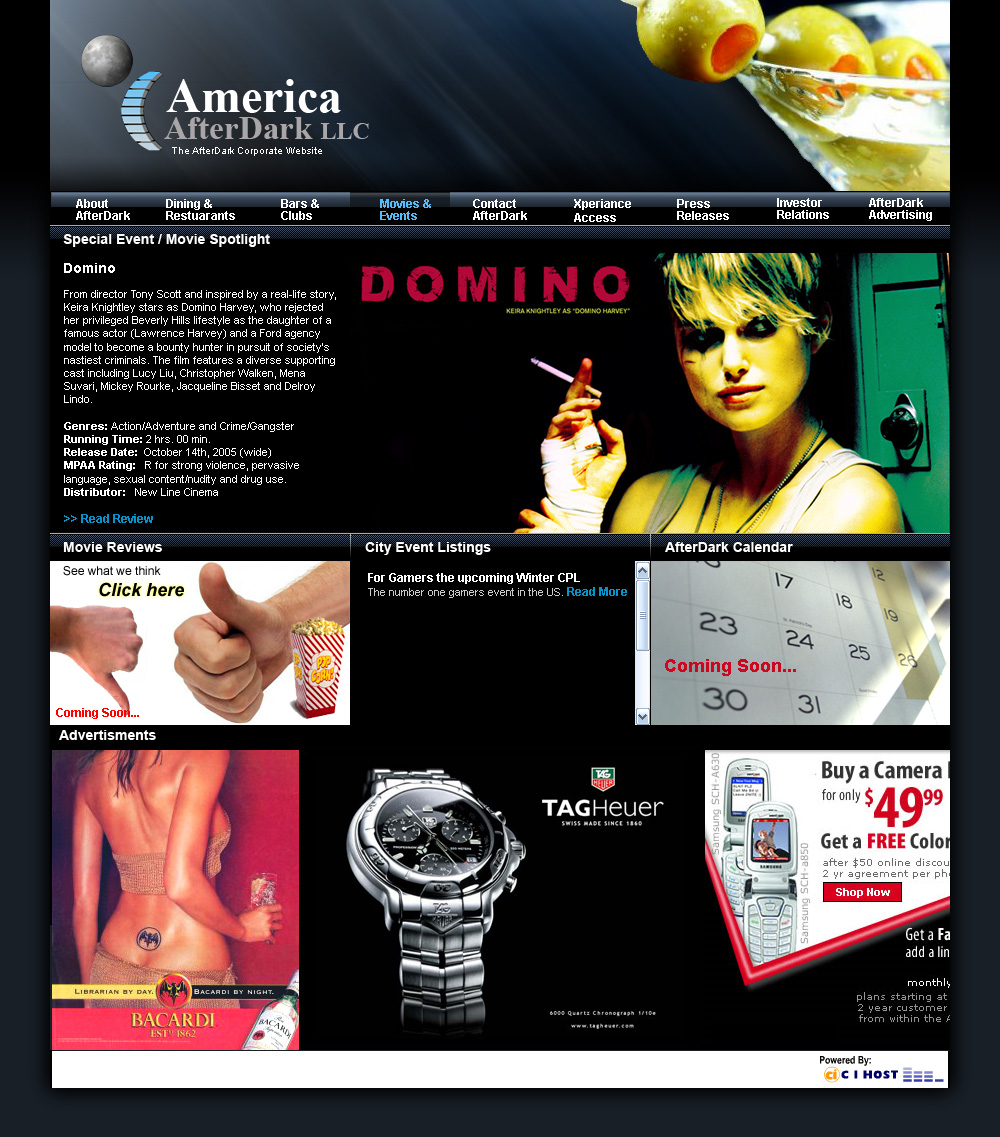 America
AfterDark LLC
The AfterDark Corporate Website
About AfterDark
Dining & Restuarants
Bars & Clubs
Movies & Events
Contact AfterDark
Xperiance Access
Press Releases
Investor Relations
AfterDark Advertising
Special Event / Movie Spotlight
Domino
From director Tony Scott and inspired by a real-life story,
Keira Knightley stars as Domino Harvey, who rejected
her privileged Beverly Hills lifestyle as the daughter of a
famous actor (Lawrence Harvey) and a Ford agency
model to become a bounty hunter in pursuit of society's
nastiest criminals. The film features a diverse supporting
cast including Lucy Liu, Christopher Walken, Mena
Suvari, Mickey Rourke, Jacqueline Bisset and Delroy
Lindo.
Genres: Action/Adventure and Crime/Gangster
Running Time: 2 hrs. 00 min.
Release Date: October 14th, 2005 (wide)
MPAA Rating: R for strong violence, pervasive
language, sexual content/nudity and drug use.
Distributor: New Line Cinema
>> Read Review
DOMINO
KEIRA KNIGHTLEY AS "DOMINO HARVEY"
Movie Reviews
See what we think
Click here
POP CORN!
Coming Soon...
City Event Listings
For Gamers the upcoming Winter CPL
The number one gamers event in the US. Read More
AfterDark Calendar
12
17
18
19
23
24
25
26
Coming Soon...
30
31
Advertisments
LIBRARIAN BY DAY. BACARDI BY NIGHT.
BACARDI
ESTD 1862
TAG
HEUER
TAGHeuer
SWISS MADE SINCE 1860
PROFESSIONAL
200 METERS
6000 Quartz Chronograph 1/10e
www.tagheuer.com
Samsung SCH-A630
Samsung SCH-a850
SAMSUNG
Buy a Camera
for only $49.99
Get a FREE Color
after $50 online discou
2 yr agreement per pho
Shop Now
Get a Fa
add a lin
monthly
plans starting at
2 year customer
from within the A
Powered By:
ci C I HOST